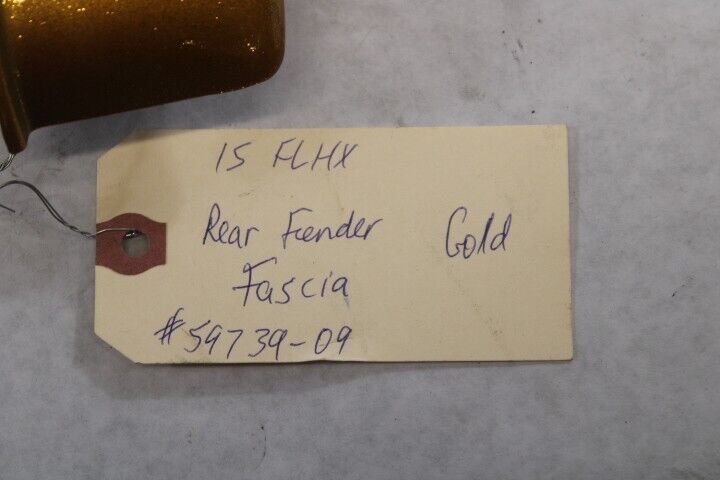 15 FLHX
Rear Fender Gold
Fascia
#59739-09